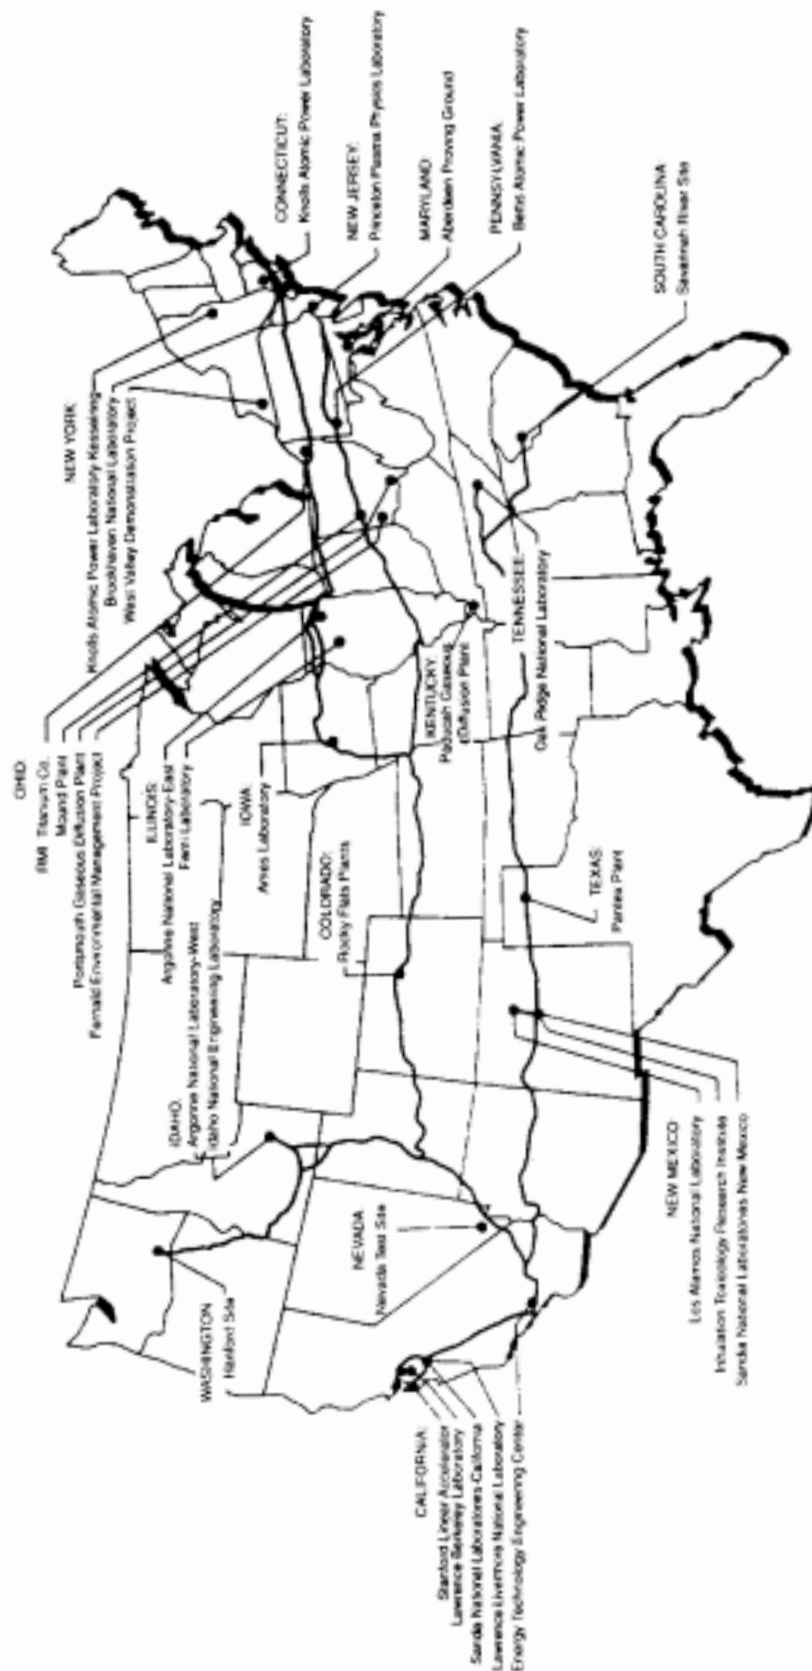 WASHINGTON
Hanford Site
CALIFORNIA:
Stanford Linear Accelerator
Lawrence Berkeley Laboratory
Sandia National Laboratories-California
Lawrence Livermore National Laboratory
Energy Technology Engineering Center
NEVADA
Nevada Test Site
IDAHO:
Argonne National Laboratory-West
Idaho National Engineering Laboratory
COLORADO:
Rocky Flats Plants
NEW MEXICO
Los Alamos National Laboratory
Inhalation Toxicology Research Institute
Sandia National Laboratories New Mexico
TEXAS:
Pantex Plant
IOWA:
Ames Laboratory
ILLINOIS:
Argonne National Laboratory-East
Fermi Laboratory
OHIO:
RMI Titanium Co.
Mound Plant
Portsmouth Gaseous Diffusion Plant
Fernald Environmental Management Project
KENTUCKY:
Paducah Gaseous
Diffusion Plant
TENNESSEE:
Oak Ridge National Laboratory
NEW YORK:
Knolls Atomic Power Laboratory Kesselring
Brookhaven National Laboratory
West Valley Demonstration Project
CONNECTICUT:
Knolls Atomic Power Laboratory
NEW JERSEY:
Princeton Plasma Physics Laboratory
MARYLAND:
Aberdeen Proving Ground
PENNSYLVANIA:
Bettis Atomic Power Laboratory
SOUTH CAROLINA:
Savannah River Site